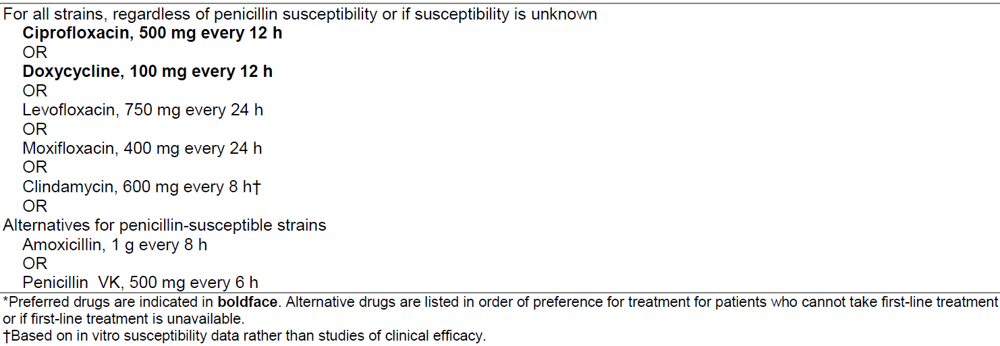 For all strains, regardless of penicillin susceptibility or if susceptibility is unknown
Ciprofloxacin, 500 mg every 12 h
OR
Doxycycline, 100 mg every 12 h
OR
Levofloxacin, 750 mg every 24 h
OR
Moxifloxacin, 400 mg every 24 h
OR
Clindamycin, 600 mg every 8 h†
OR
Alternatives for penicillin-susceptible strains
Amoxicillin, 1 g every 8 h
OR
Penicillin VK, 500 mg every 6 h
*Preferred drugs are indicated in boldface. Alternative drugs are listed in order of preference for treatment for patients who cannot take first-line treatment
or if first-line treatment is unavailable.
†Based on in vitro susceptibility data rather than studies of clinical efficacy.